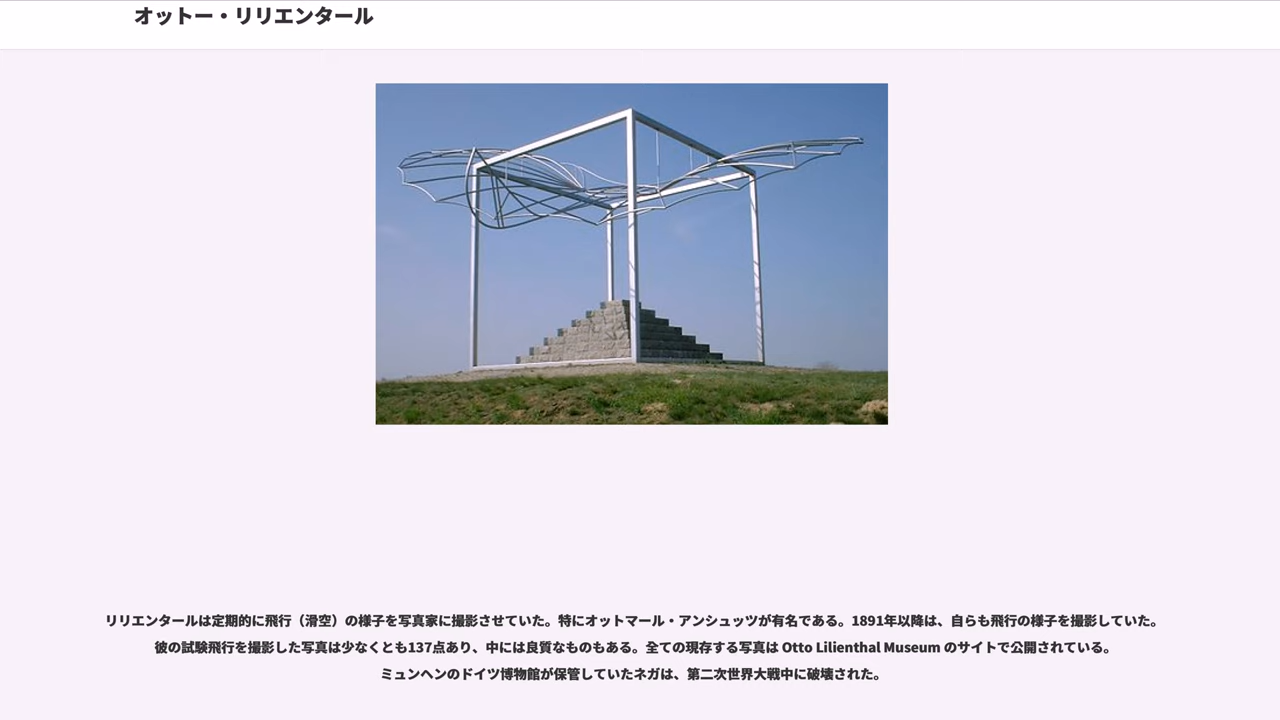 オットー・リリエンタール
リリエンタールは定期的に飛行（滑空）の様子を写真家に撮影させていた。特にオットマール・アンシュッツが有名である。1891年以降は、自らも飛行の様子を撮影していた。
彼の試験飛行を撮影した写真は少なくとも137点あり、中には良質なものもある。全ての現存する写真は Otto Lilienthal Museum のサイトで公開されている。
ミュンヘンのドイツ博物館が保管していたネガは、第二次世界大戦中に破壊された。